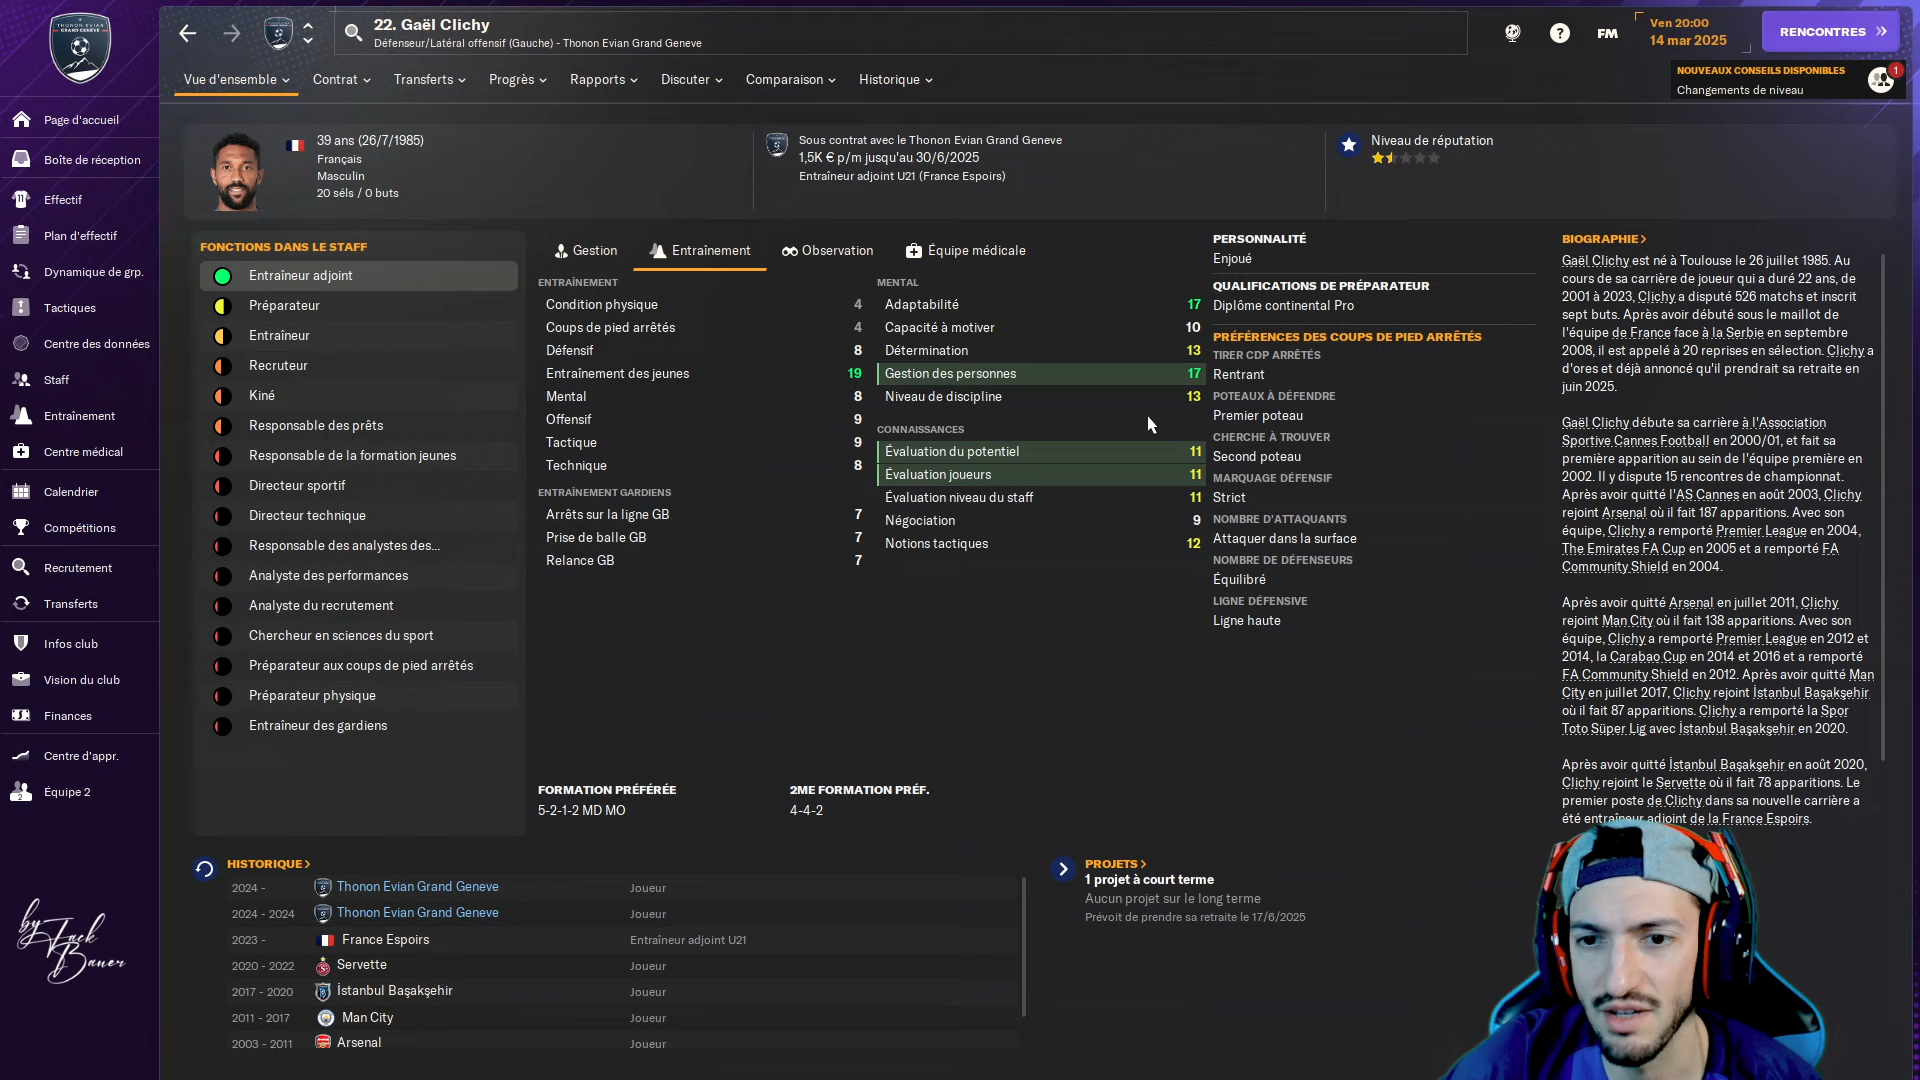 THONON EVIAN
GRAND GENEVE
22. Gaël Clichy
Défenseur/Latéral offensif (Gauche) - Thonon Evian Grand Geneve
FM
Ven 20:00
14 mar 2025
RENCONTRES
Vue d'ensemble
Contrat
Transferts
Progrès
Rapports
Discuter
Comparaison
Historique
NOUVEAUX CONSEILS DISPONIBLES
Changements de niveau
1
Page d'accueil
Boîte de réception
Effectif
Plan d'effectif
Dynamique de grp.
Tactiques
Centre des données
Staff
Entraînement
Centre médical
Calendrier
Compétitions
Recrutement
Transferts
Infos club
Vision du club
Finances
Centre d'appr.
Équipe 2
by Jack
Bauer
39 ans (26/7/1985)
Français
Masculin
20 séls / 0 buts
Sous contrat avec le Thonon Evian Grand Geneve
1,5K € p/m jusqu'au 30/6/2025
Entraîneur adjoint U21 (France Espoirs)
Niveau de réputation
FONCTIONS DANS LE STAFF
Entraîneur adjoint
Préparateur
Entraîneur
Recruteur
Kiné
Responsable des prêts
Responsable de la formation jeunes
Directeur sportif
Directeur technique
Responsable des analystes des...
Analyste des performances
Analyste du recrutement
Chercheur en sciences du sport
Préparateur aux coups de pied arrêtés
Préparateur physique
Entraîneur des gardiens
Gestion
Entraînement
Observation
Équipe médicale
ENTRAÎNEMENT
Condition physique 4
Coups de pied arrêtés 4
Défensif 8
Entraînement des jeunes 19
Mental 8
Offensif 9
Tactique 9
Technique 8
ENTRAÎNEMENT GARDIENS
Arrêts sur la ligne GB 7
Prise de balle GB 7
Relance GB 7
MENTAL
Adaptabilité 17
Capacité à motiver 10
Détermination 13
Gestion des personnes 17
Niveau de discipline 13
CONNAISSANCES
Évaluation du potentiel 11
Évaluation joueurs 11
Évaluation niveau du staff 11
Négociation 9
Notions tactiques 12
FORMATION PRÉFÉRÉE
5-2-1-2 MD MO
2ME FORMATION PRÉF.
4-4-2
PERSONNALITÉ
Enjoué
QUALIFICATIONS DE PRÉPARATEUR
Diplôme continental Pro
PRÉFÉRENCES DES COUPS DE PIED ARRÊTÉS
TIRER CDP ARRÊTÉS
Rentrant
POTEAUX À DÉFENDRE
Premier poteau
CHERCHE À TROUVER
Second poteau
MARQUAGE DÉFENSIF
Strict
NOMBRE D'ATTAQUANTS
Attaquer dans la surface
NOMBRE DE DÉFENSEURS
Équilibré
LIGNE DÉFENSIVE
Ligne haute
BIOGRAPHIE
Gaël Clichy est né à Toulouse le 26 juillet 1985. Au
cours de sa carrière de joueur qui a duré 22 ans, de
2001 à 2023, Clichy a disputé 526 matchs et inscrit
sept buts. Après avoir débuté sous le maillot de
l'équipe de France face à la Serbie en septembre
2008, il est appelé à 20 reprises en sélection. Clichy a
d'ores et déjà annoncé qu'il prendrait sa retraite en
juin 2025.
Gaël Clichy débute sa carrière à l'Association
Sportive Cannes Football en 2000/01, et fait sa
première apparition au sein de l'équipe première en
2002. Il y dispute 15 rencontres de championnat.
Après avoir quitté l'AS Cannes en août 2003, Clichy
rejoint Arsenal où il fait 187 apparitions. Avec son
équipe, Clichy a remporté Premier League en 2004,
The Emirates FA Cup en 2005 et a remporté FA
Community Shield en 2004.
Après avoir quitté Arsenal en juillet 2011, Clichy
rejoint Man City où il fait 138 apparitions. Avec son
équipe, Clichy a remporté Premier League en 2012 et
2014, la Carabao Cup en 2014 et 2016 et a remporté
FA Community Shield en 2012. Après avoir quitté Man
City en juillet 2017, Clichy rejoint İstanbul Başakşehir
où il fait 87 apparitions. Clichy a remporté la Spor
Toto Süper Lig avec İstanbul Başakşehir en 2020.
Après avoir quitté İstanbul Başakşehir en août 2020,
Clichy rejoint le Servette où il fait 78 apparitions. Le
premier poste de Clichy dans sa nouvelle carrière a
été entraîneur adjoint de la France Espoirs.
HISTORIQUE
2024 - Thonon Evian Grand Geneve Joueur
2024 - 2024 Thonon Evian Grand Geneve Joueur
2023 - France Espoirs Entraîneur adjoint U21
2020 - 2022 Servette Joueur
2017 - 2020 İstanbul Başakşehir Joueur
2011 - 2017 Man City Joueur
2003 - 2011 Arsenal Joueur
PROJETS
1 projet à court terme
Aucun projet sur le long terme
Prévoit de prendre sa retraite le 17/6/2025